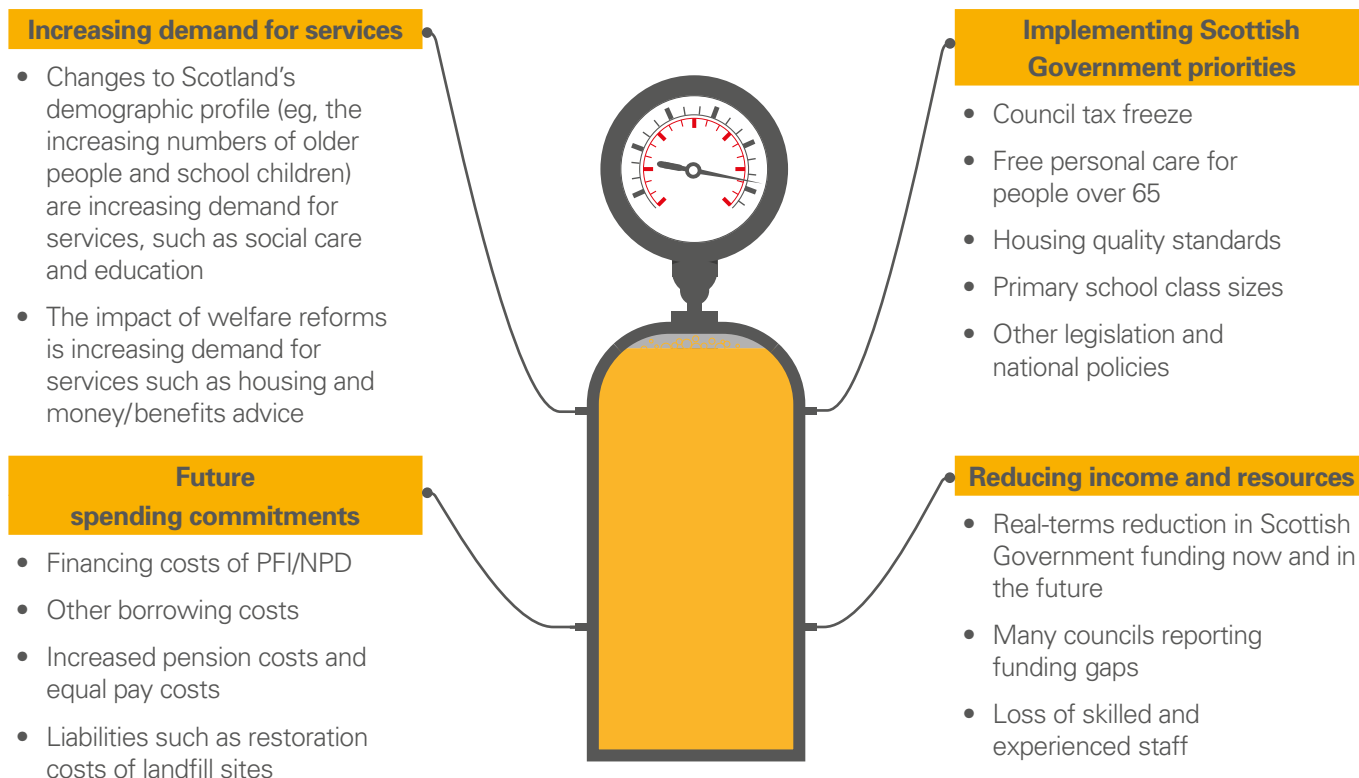 Increasing demand for services
• Changes to Scotland's
demographic profile (eg, the
increasing numbers of older
people and school children)
are increasing demand for
services, such as social care
and education
• The impact of welfare reforms
is increasing demand for
services such as housing and
money/benefits advice
Future
spending commitments
• Financing costs of PFI/NPD
• Other borrowing costs
• Increased pension costs and
equal pay costs
• Liabilities such as restoration
costs of landfill sites
Implementing Scottish
Government priorities
• Council tax freeze
• Free personal care for
people over 65
• Housing quality standards
• Primary school class sizes
• Other legislation and
national policies
Reducing income and resources
• Real-terms reduction in Scottish
Government funding now and in
the future
• Many councils reporting
funding gaps
• Loss of skilled and
experienced staff